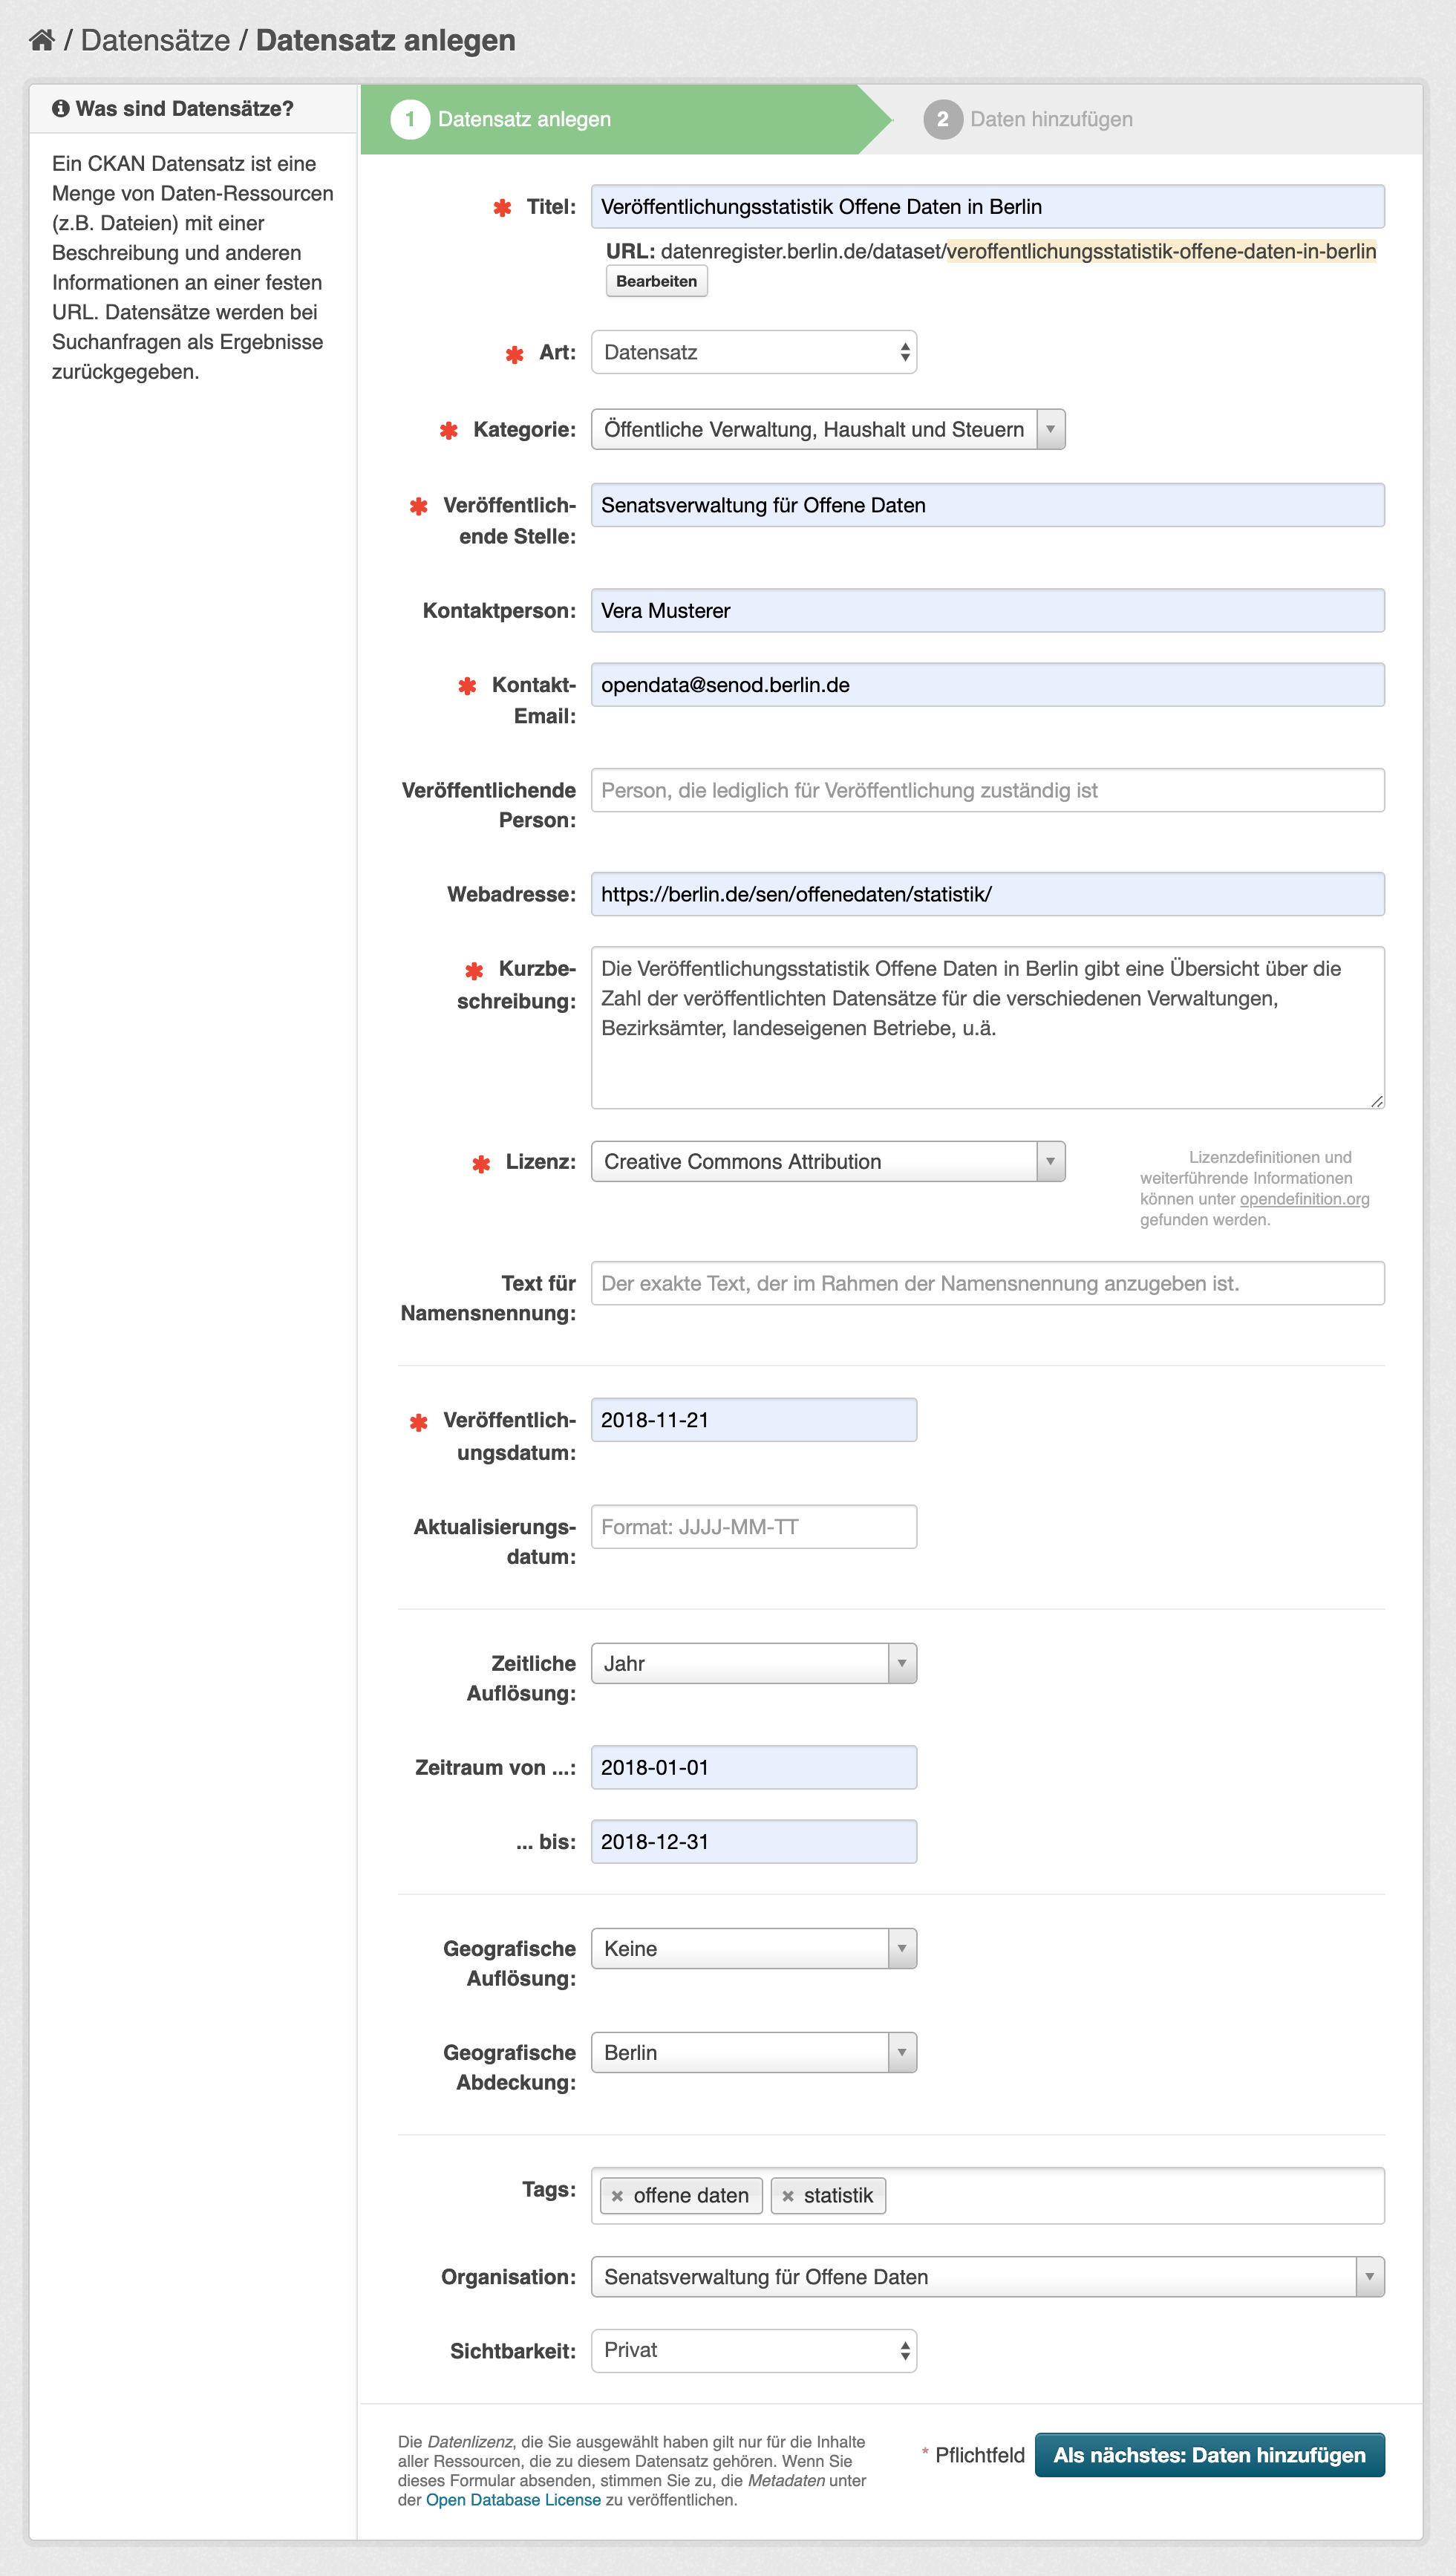 / Datensätze / Datensatz anlegen
Was sind Datensätze?
Ein CKAN Datensatz ist eine
Menge von Daten-Ressourcen
(z.B. Dateien) mit einer
Beschreibung und anderen
Informationen an einer festen
URL. Datensätze werden bei
Suchanfragen als Ergebnisse
zurückgegeben.
1 Datensatz anlegen
2 Daten hinzufügen
✱ Titel: Veröffentlichungsstatistik Offene Daten in Berlin
URL: datenregister.berlin.de/dataset/veroffentlichungsstatistik-offene-daten-in-berlin
Bearbeiten
✱ Art: Datensatz
✱ Kategorie: Öffentliche Verwaltung, Haushalt und Steuern
✱ Veröffentlich- Senatsverwaltung für Offene Daten
ende Stelle:
Kontaktperson: Vera Musterer
✱ Kontakt- opendata@senod.berlin.de
Email:
Veröffentlichende Person, die lediglich für Veröffentlichung zuständig ist
Person:
Webadresse: https://berlin.de/sen/offenedaten/statistik/
✱ Kurzbe-
schreibung:
Die Veröffentlichungsstatistik Offene Daten in Berlin gibt eine Übersicht über die
Zahl der veröffentlichten Datensätze für die verschiedenen Verwaltungen,
Bezirksämter, landeseigenen Betriebe, u.ä.
✱ Lizenz: Creative Commons Attribution
Lizenzdefinitionen und
weiterführende Informationen
können unter opendefinition.org
gefunden werden.
Text für Der exakte Text, der im Rahmen der Namensnennung anzugeben ist.
Namensnennung:
✱ Veröffentlich- 2018-11-21
ungsdatum:
Aktualisierungs- Format: JJJJ-MM-TT
datum:
Zeitliche Jahr
Auflösung:
Zeitraum von ...: 2018-01-01
... bis: 2018-12-31
Geografische Keine
Auflösung:
Geografische Berlin
Abdeckung:
Tags: × offene daten × statistik
Organisation: Senatsverwaltung für Offene Daten
Sichtbarkeit: Privat
Die Datenlizenz, die Sie ausgewählt haben gilt nur für die Inhalte
aller Ressourcen, die zu diesem Datensatz gehören. Wenn Sie
dieses Formular absenden, stimmen Sie zu, die Metadaten unter
der Open Database License zu veröffentlichen.
* Pflichtfeld
Als nächstes: Daten hinzufügen